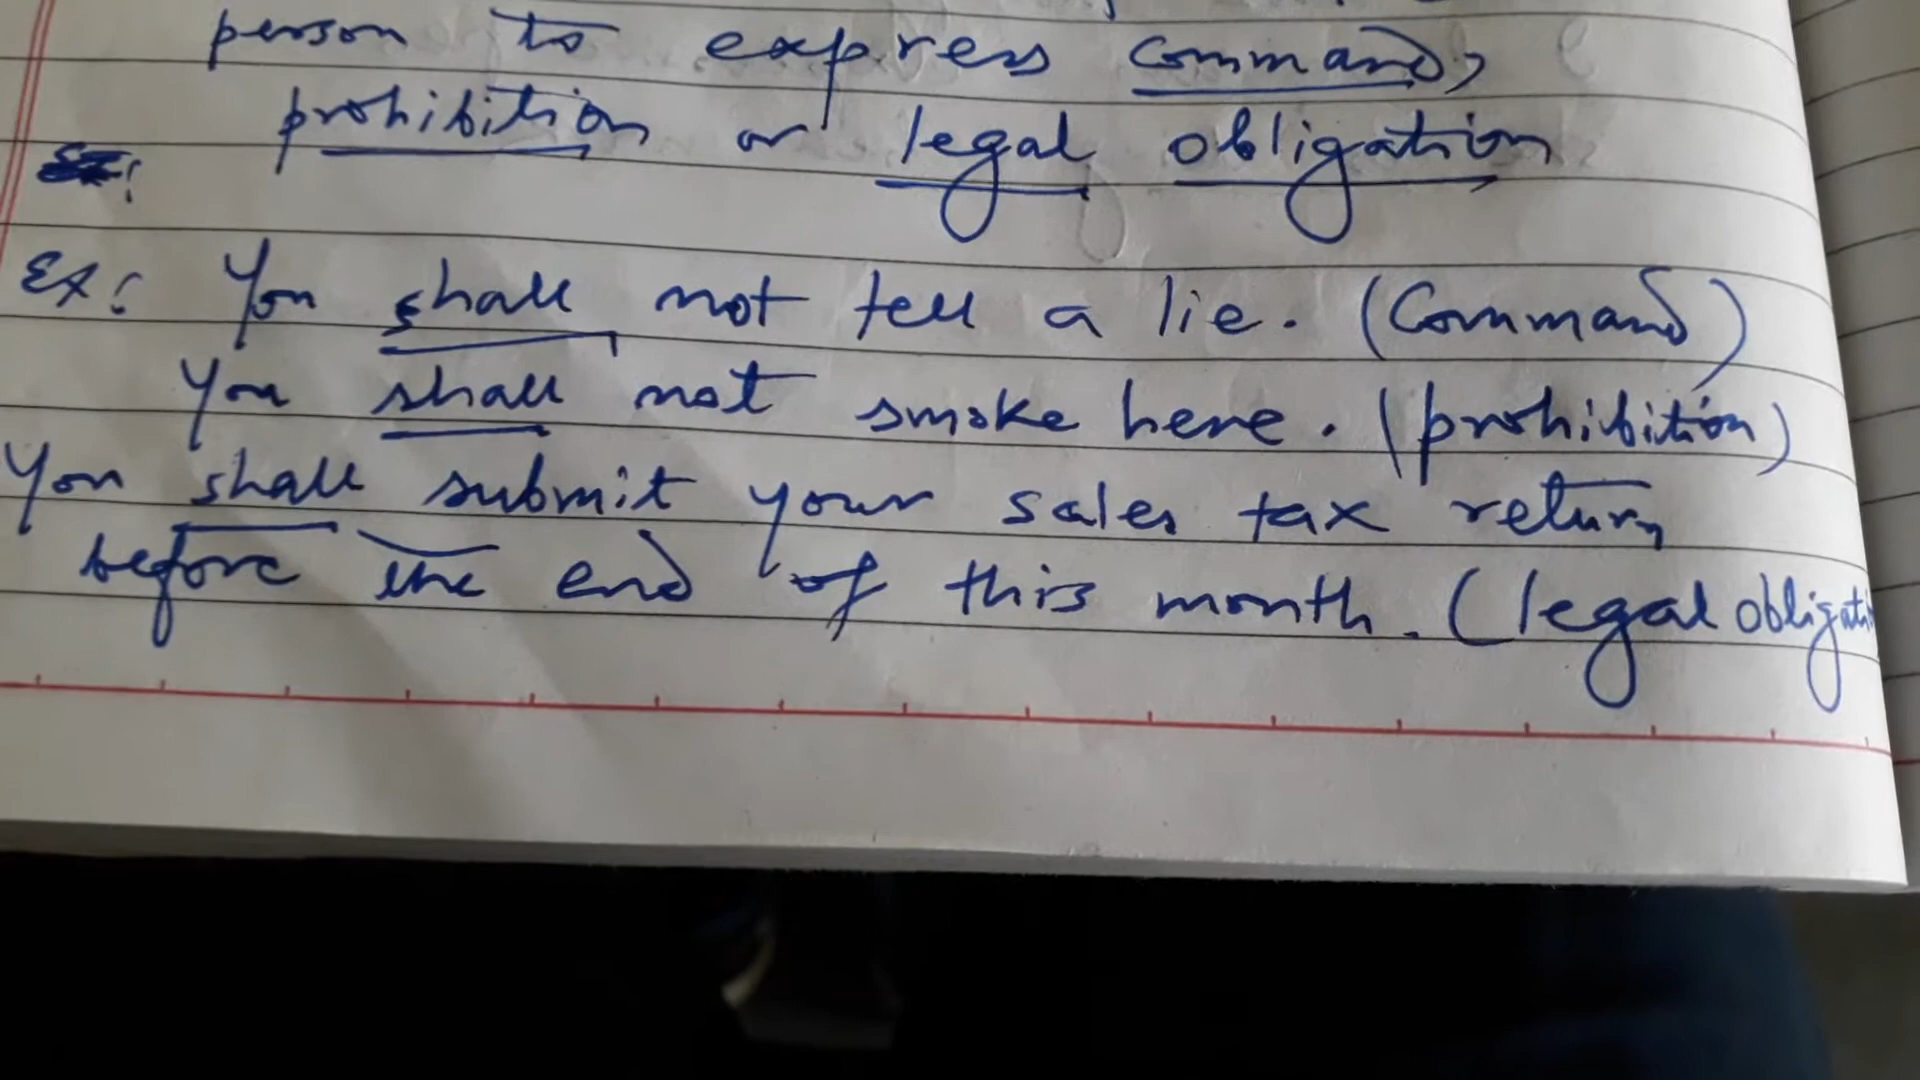 person to express command,
prohibition or legal obligation
Ex: You shall not tell a lie. (Command)
You shall not smoke here. (prohibition)
You shall submit your sales tax return
before the end of this month. (legal obligati